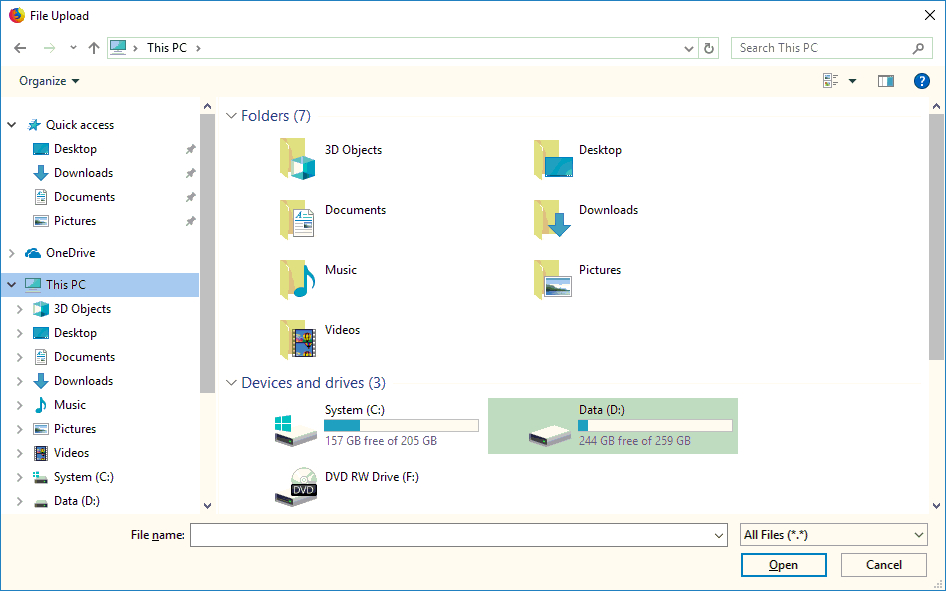 File Upload
This PC
Search This PC
Organize
?
Quick access
Desktop
Downloads
Documents
Pictures
OneDrive
This PC
3D Objects
Desktop
Documents
Downloads
Music
Pictures
Videos
System (C:)
Data (D:)
Folders (7)
3D Objects
Desktop
Documents
Downloads
Music
Pictures
Videos
Devices and drives (3)
System (C:)
157 GB free of 205 GB
Data (D:)
244 GB free of 259 GB
DVD
DVD RW Drive (F:)
File name:
All Files (*.*)
Open
Cancel